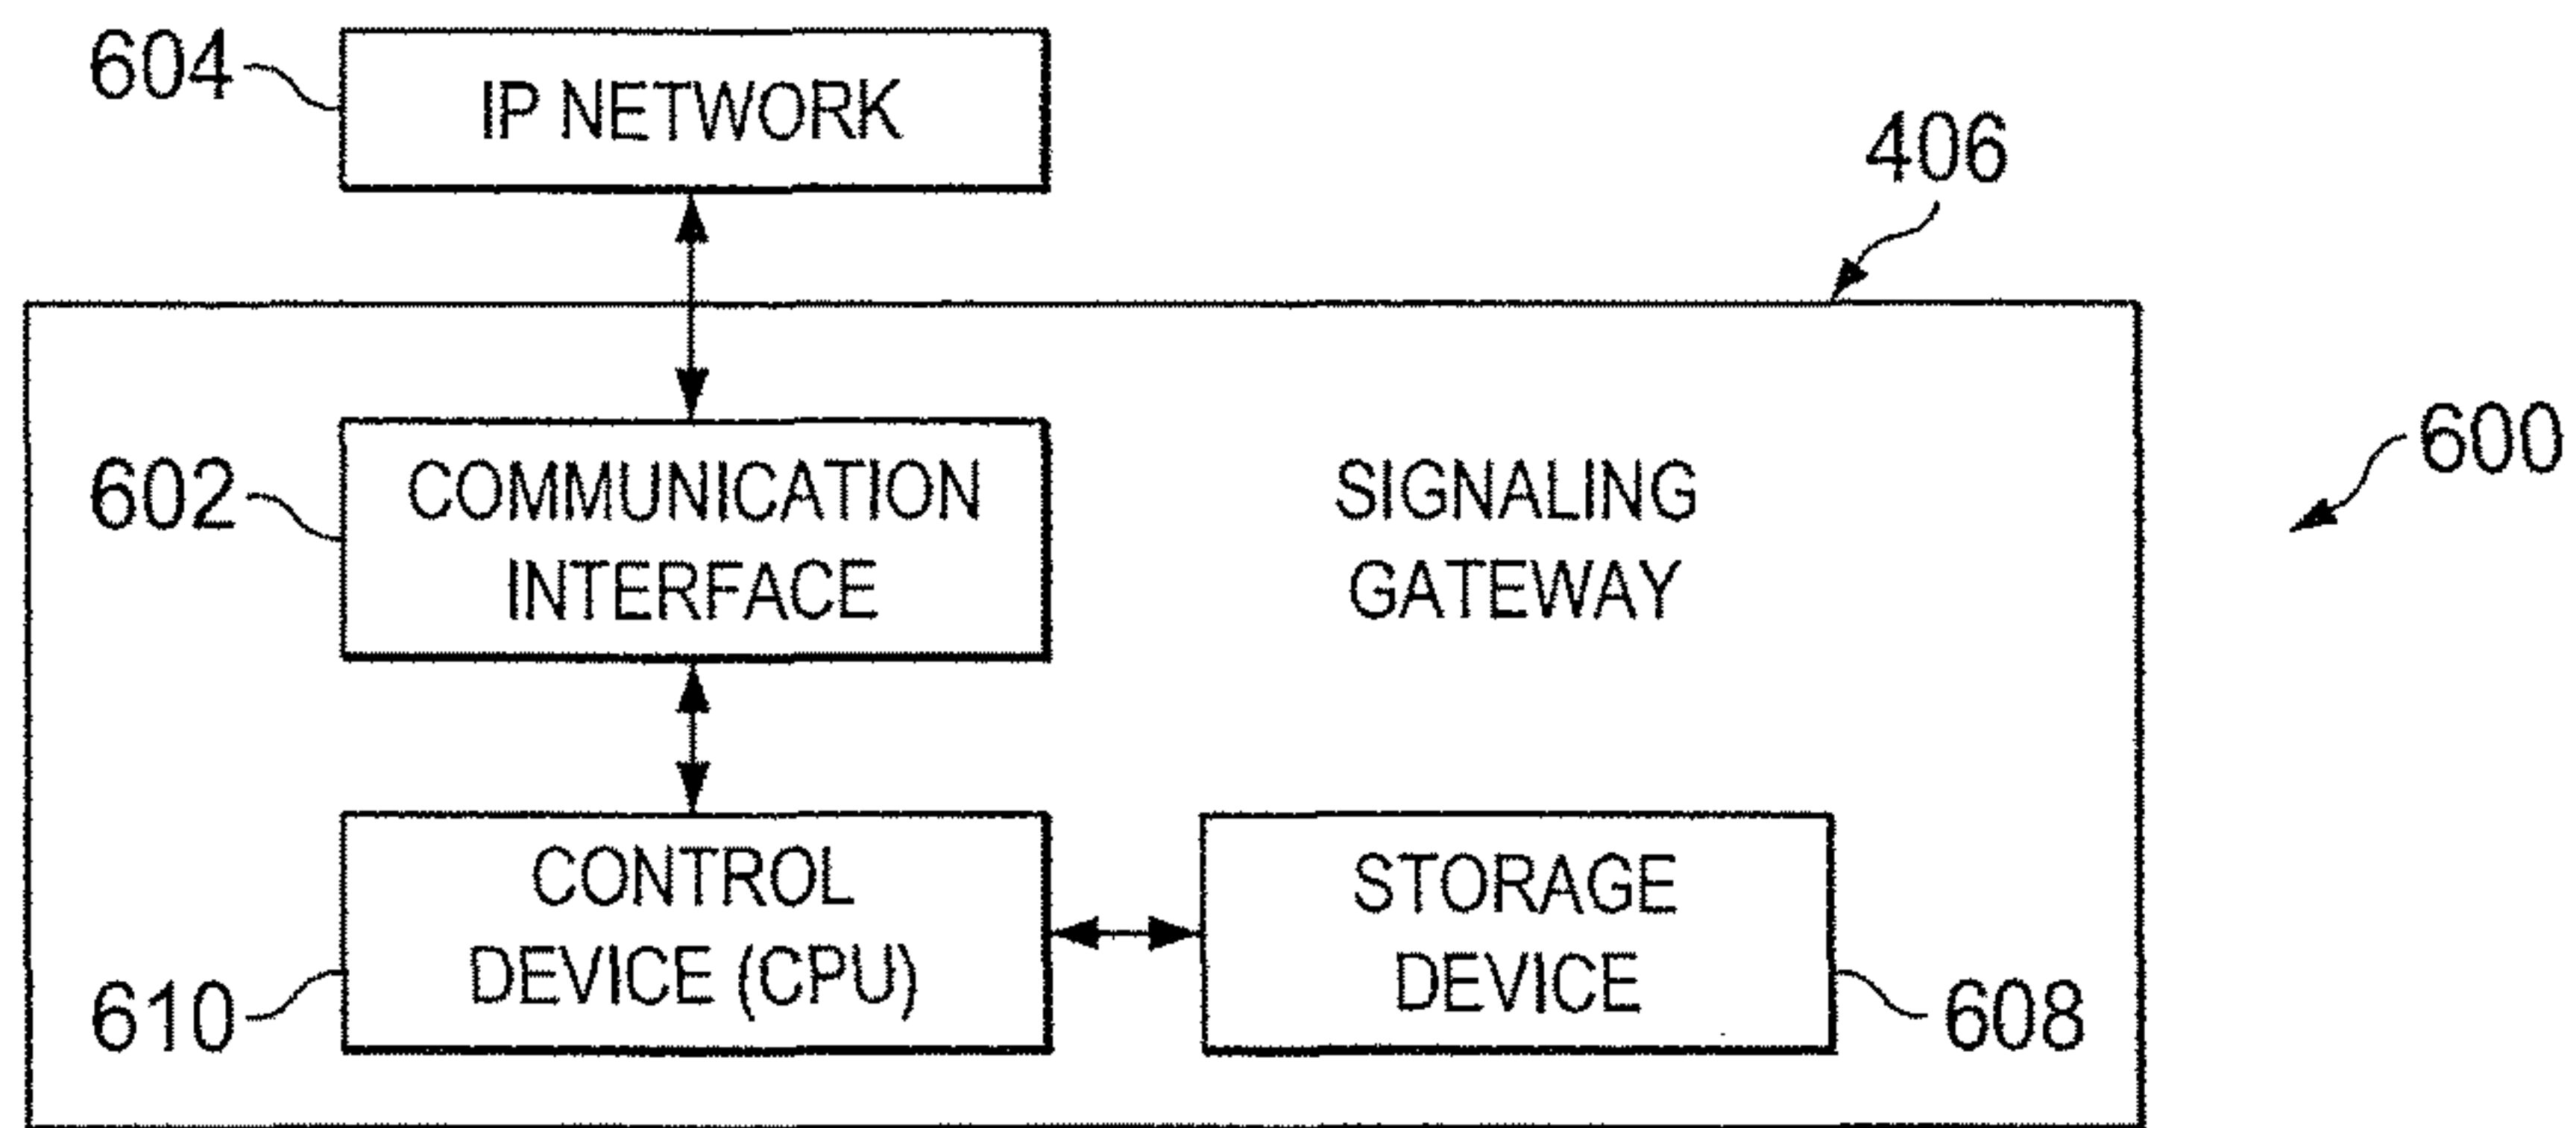 604
IP NETWORK
406
600
602
COMMUNICATION
INTERFACE
SIGNALING
GATEWAY
CONTROL
DEVICE (CPU)
610
STORAGE
DEVICE
608